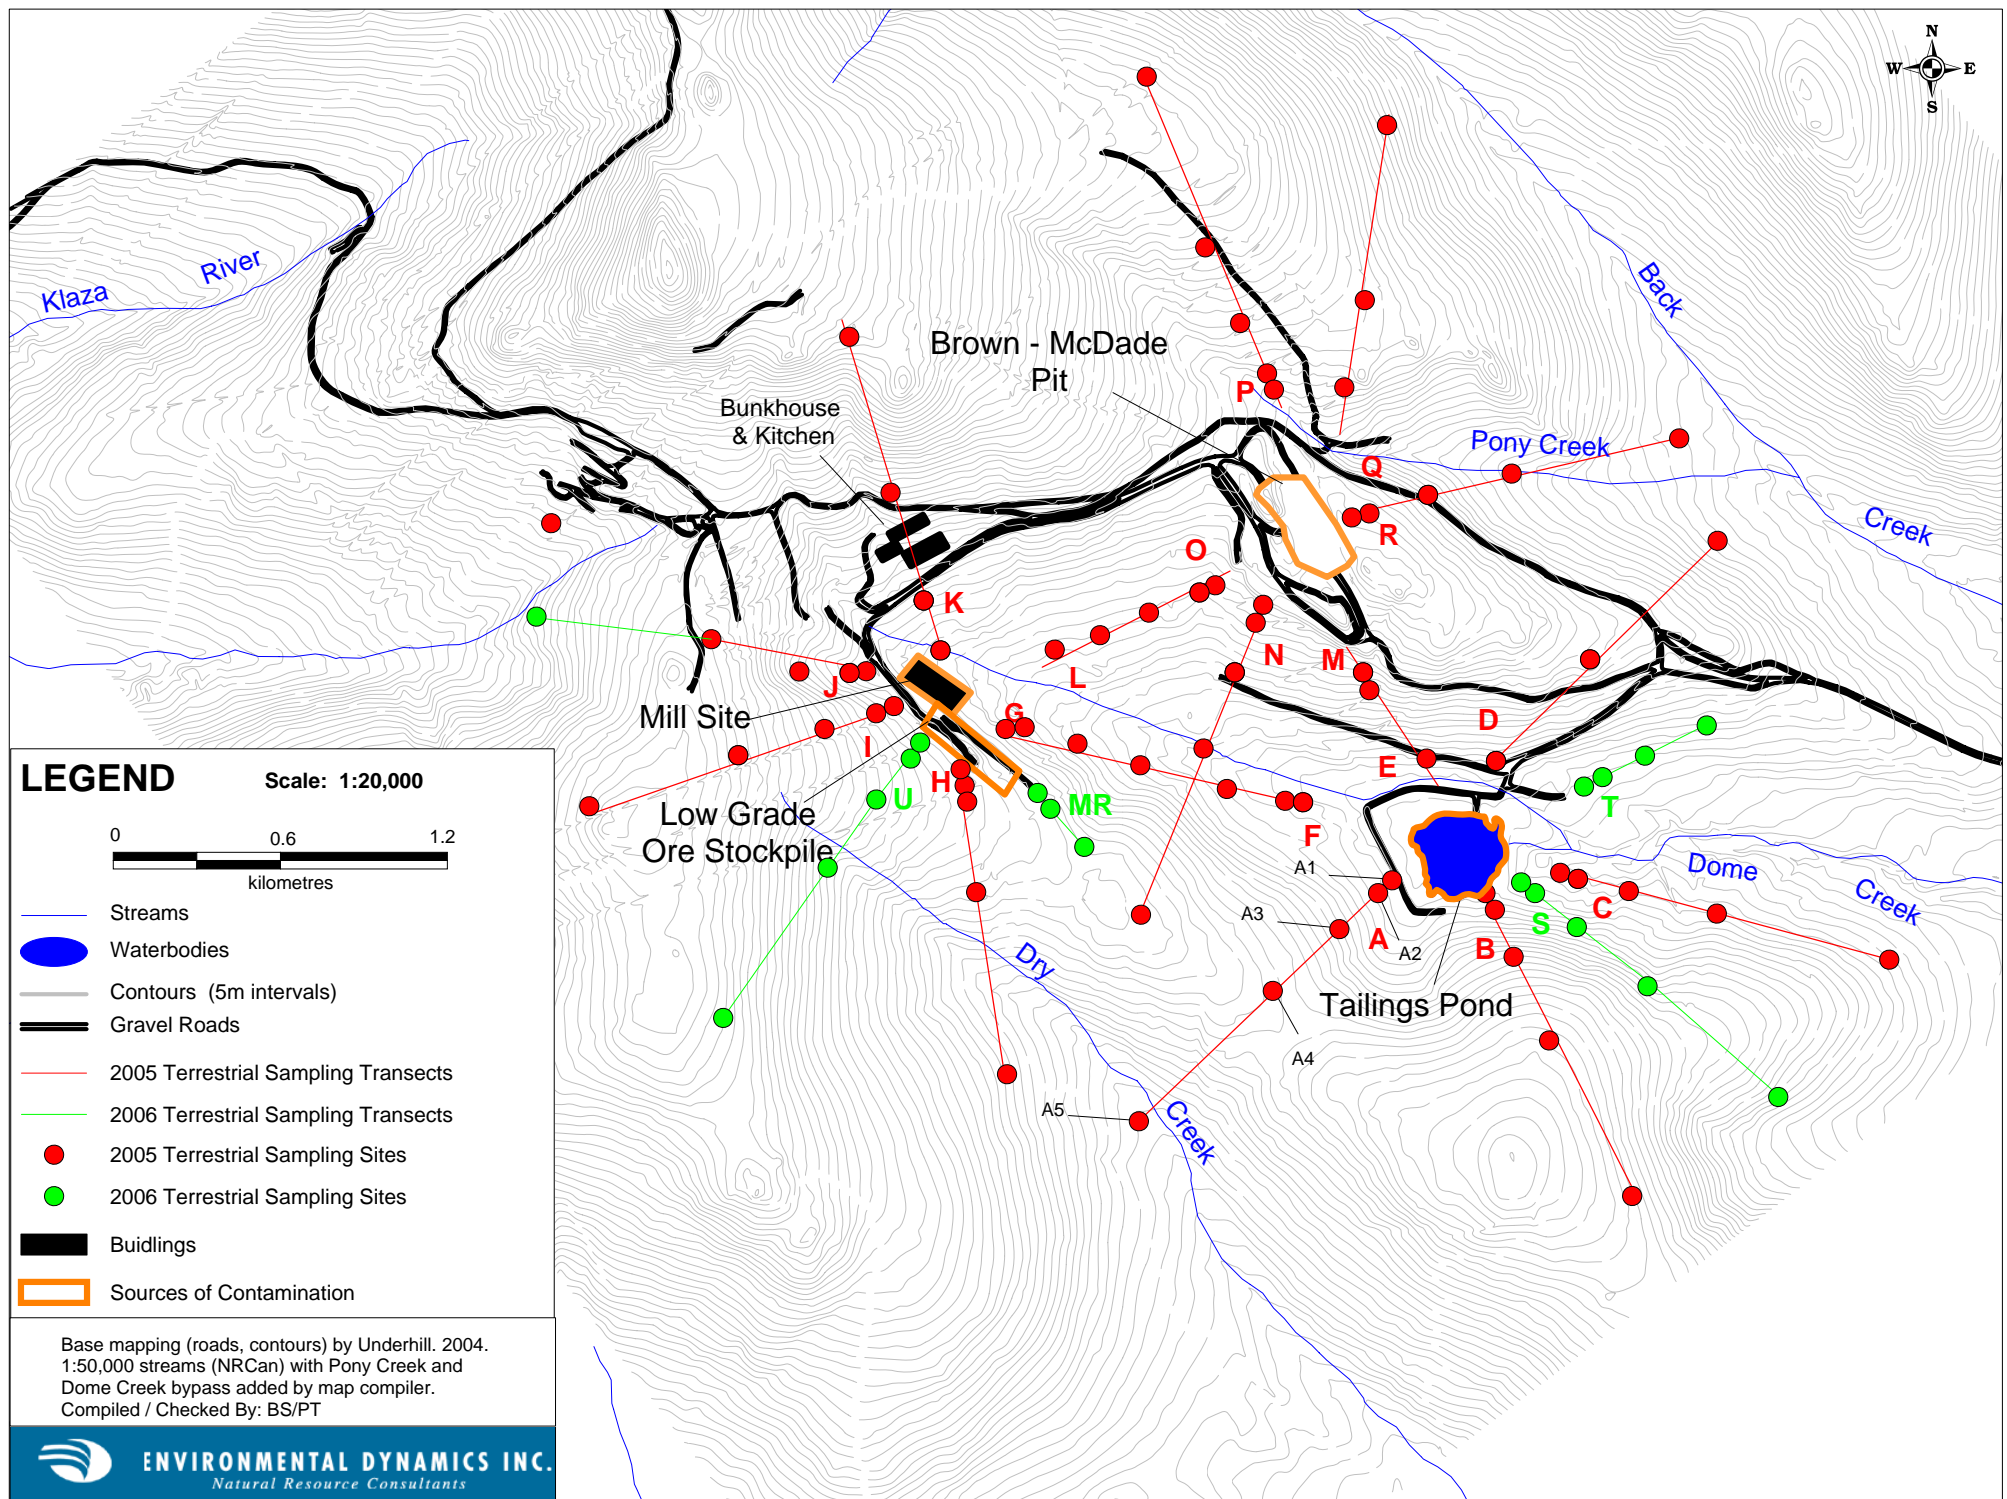 N
W E
S
Klaza
River
Back
Brown - McDade
Pit
Bunkhouse
& Kitchen
P
Pony Creek
Q
Creek
R
O
K
L
N
M
J
Mill Site
G
D
I
E
H
U
MR
T
Low Grade
Ore Stockpile
F
A1
Dome
Creek
A3
C
S
A
A2
B
Dry
Tailings Pond
A4
A5
Creek
LEGEND
Scale: 1:20,000
0 0.6 1.2
kilometres
Streams
Waterbodies
Contours (5m intervals)
Gravel Roads
2005 Terrestrial Sampling Transects
2006 Terrestrial Sampling Transects
2005 Terrestrial Sampling Sites
2006 Terrestrial Sampling Sites
Buidlings
Sources of Contamination
Base mapping (roads, contours) by Underhill. 2004.
1:50,000 streams (NRCan) with Pony Creek and
Dome Creek bypass added by map compiler.
Compiled / Checked By: BS/PT
ENVIRONMENTAL DYNAMICS INC.
Natural Resource Consultants